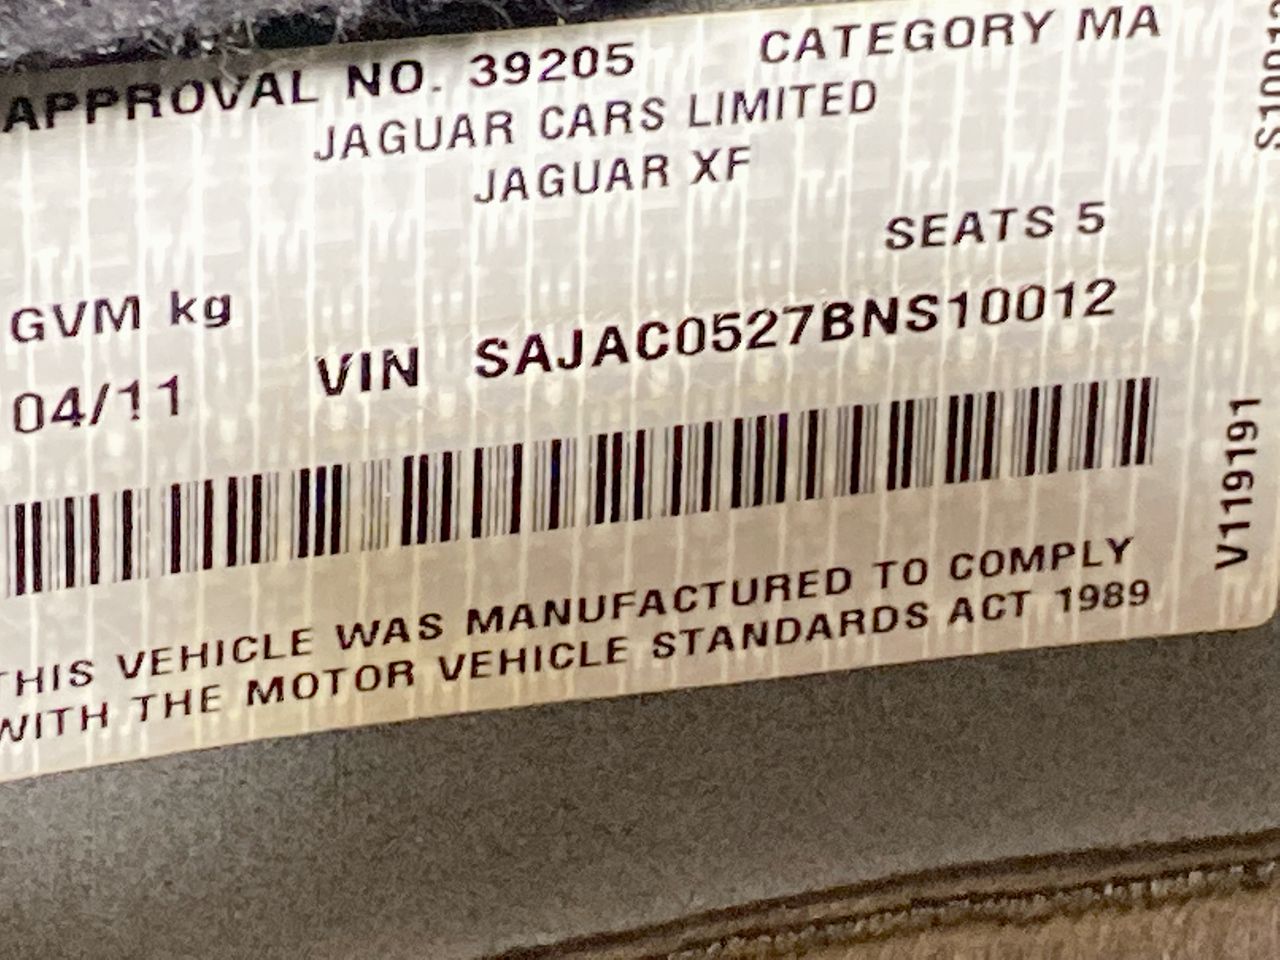 APPROVAL NO. 39205 CATEGORY MA
JAGUAR CARS LIMITED
JAGUAR XF
SEATS 5
GVM kg
04/11 VIN SAJAC0527BNS10012
THIS VEHICLE WAS MANUFACTURED TO COMPLY
WITH THE MOTOR VEHICLE STANDARDS ACT 1989
V119191